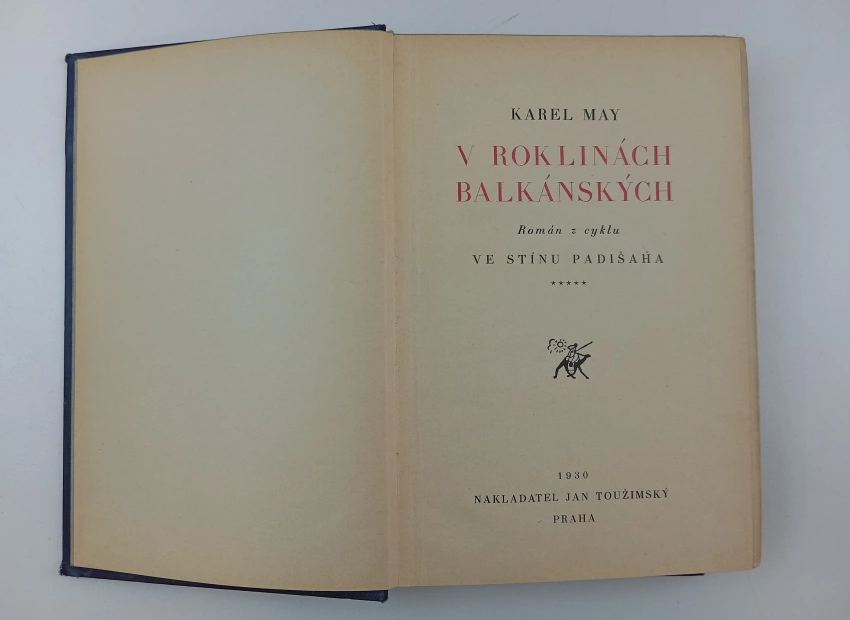 KAREL MAY
V ROKLINÁCH
BALKÁNSKÝCH
Román z cyklu
VE STÍNU PADIŠAHA
*****
1930
NAKLADATEL JAN TOUŽIMSKÝ
PRAHA